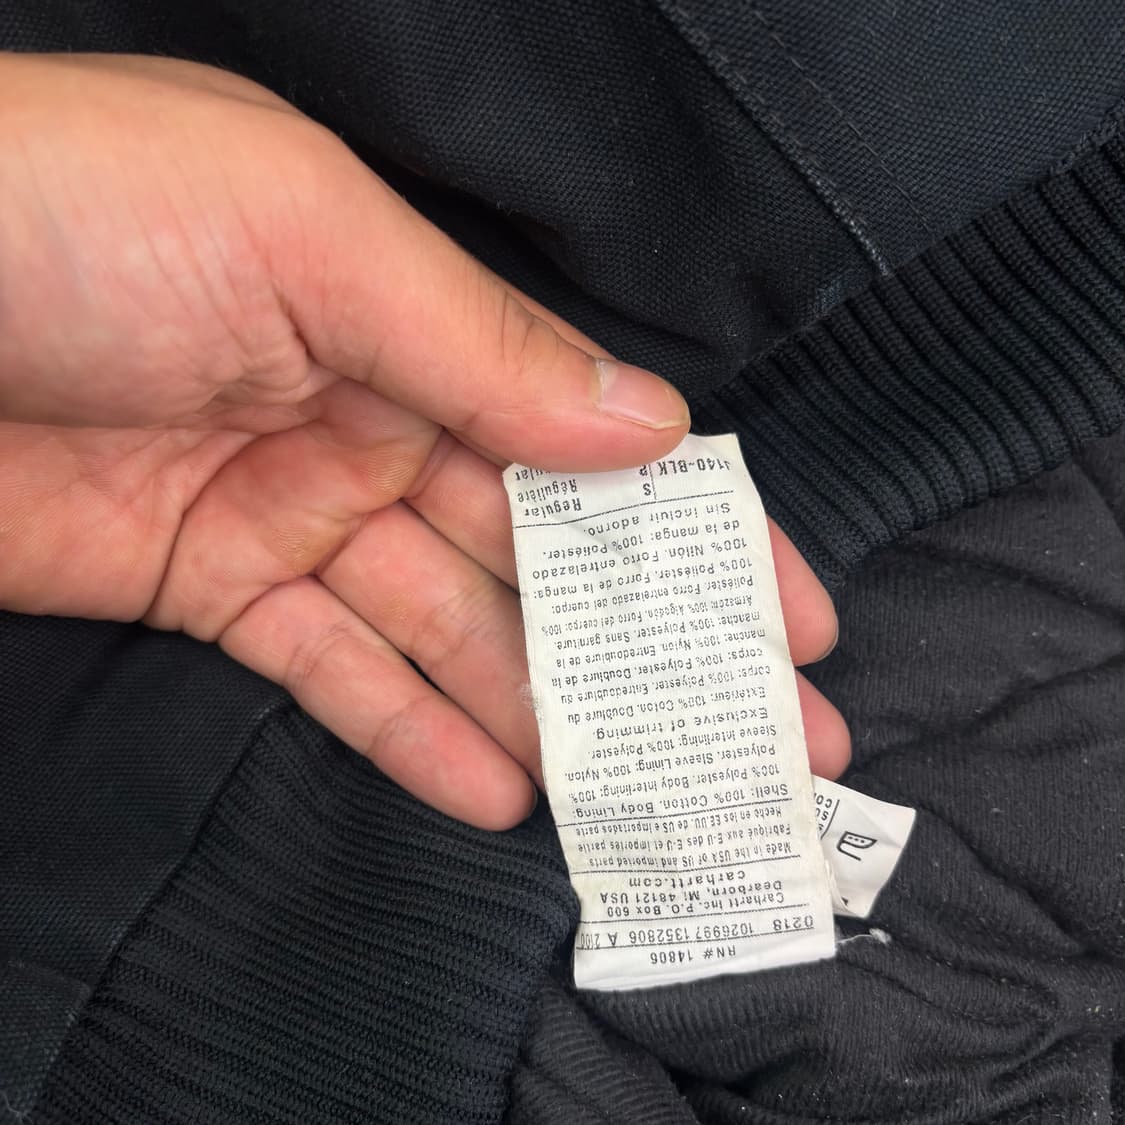 RN# 14806
0218 1026997 1352806 A 2100
Carhartt Inc. P.O. Box 600
Dearborn, MI 48121 USA
carhartt.com
Made in the USA of US and imported parts
Fabriqué aux E-U des E-U et importés partie
Hecho en los EE.UU. de US e importados parte
Shell: 100% Cotton. Body Lining:
100% Polyester. Body Interlining: 100%
Polyester. Sleeve Lining: 100% Nylon.
Sleeve Interlining: 100% Polyester.
Exclusive of trimming.
Extérieur: 100% Coton. Doublure du
corps: 100% Polyester. Entredoublure du
corps: 100% Polyester. Doublure de la
manche: 100% Nylon. Entredoublure de la
manche: 100% Polyester. Sans garniture.
Armazón: 100% Algodón. Forro del cuerpo: 100%
Poliéster. Forro entrelazado del cuerpo:
100% Poliéster. Forro de la manga:
100% Nilón. Forro entrelazado
de la manga: 100% Poliéster.
Sin incluir adorno.
S Regular
J140-BLK Régulière